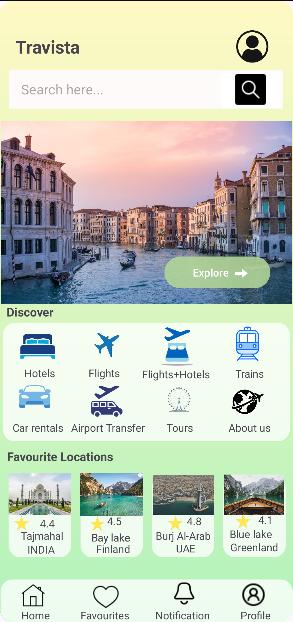 Travista
Search here...
Explore
Discover
Hotels Flights Flights+Hotels Trains
Car rentals Airport Transfer Tours About us
Favourite Locations
4.4 4.5 4.8 4.1
Tajmahal Bay lake Burj Al-Arab Blue lake
INDIA Finland UAE Greenland
Home Favourites Notification Profile